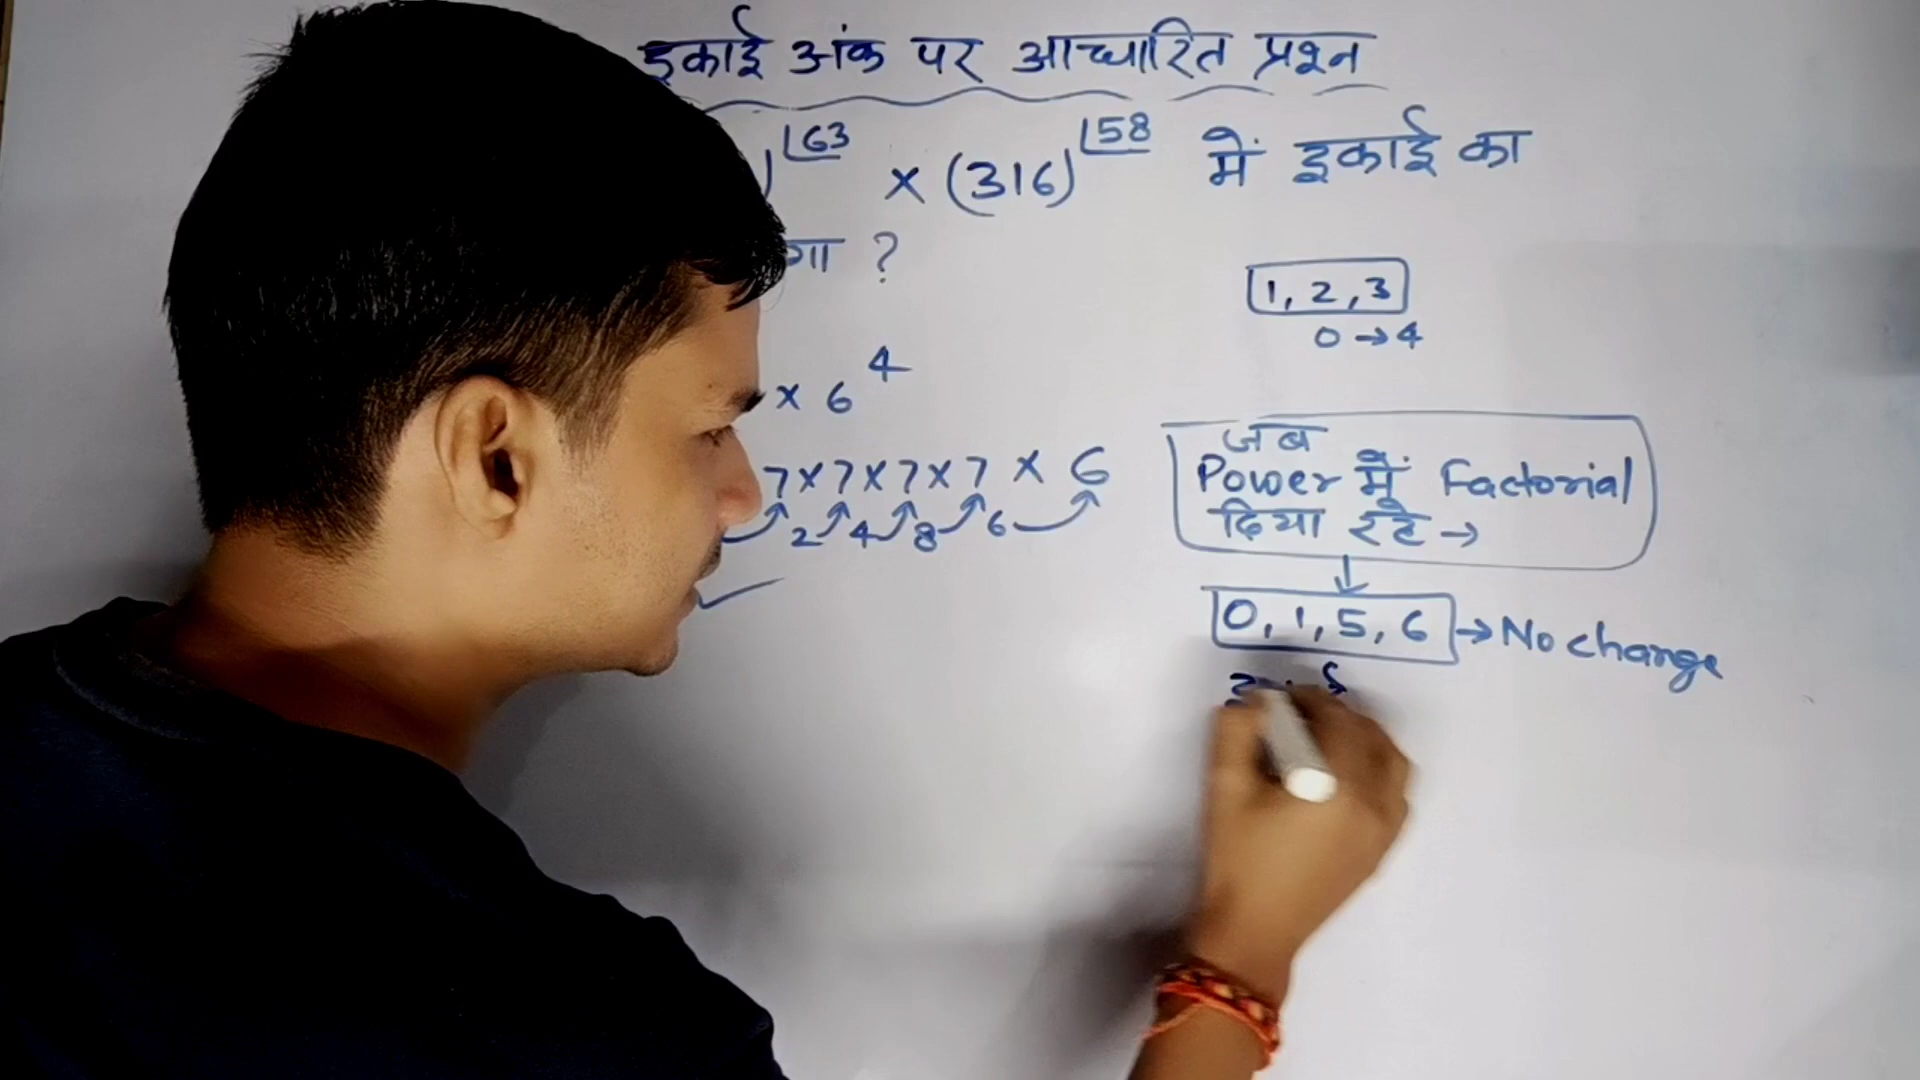 इकाई अंक पर आधारित प्रश्न
)^|63 × (316)^|58 में इकाई का
गा ?
1, 2, 3
0 → 4
× 6^4
7×7×7×7 × 6
2 4 8 6
जब
Power में Factorial
दिया रहे →
0, 1, 5, 6 → No change